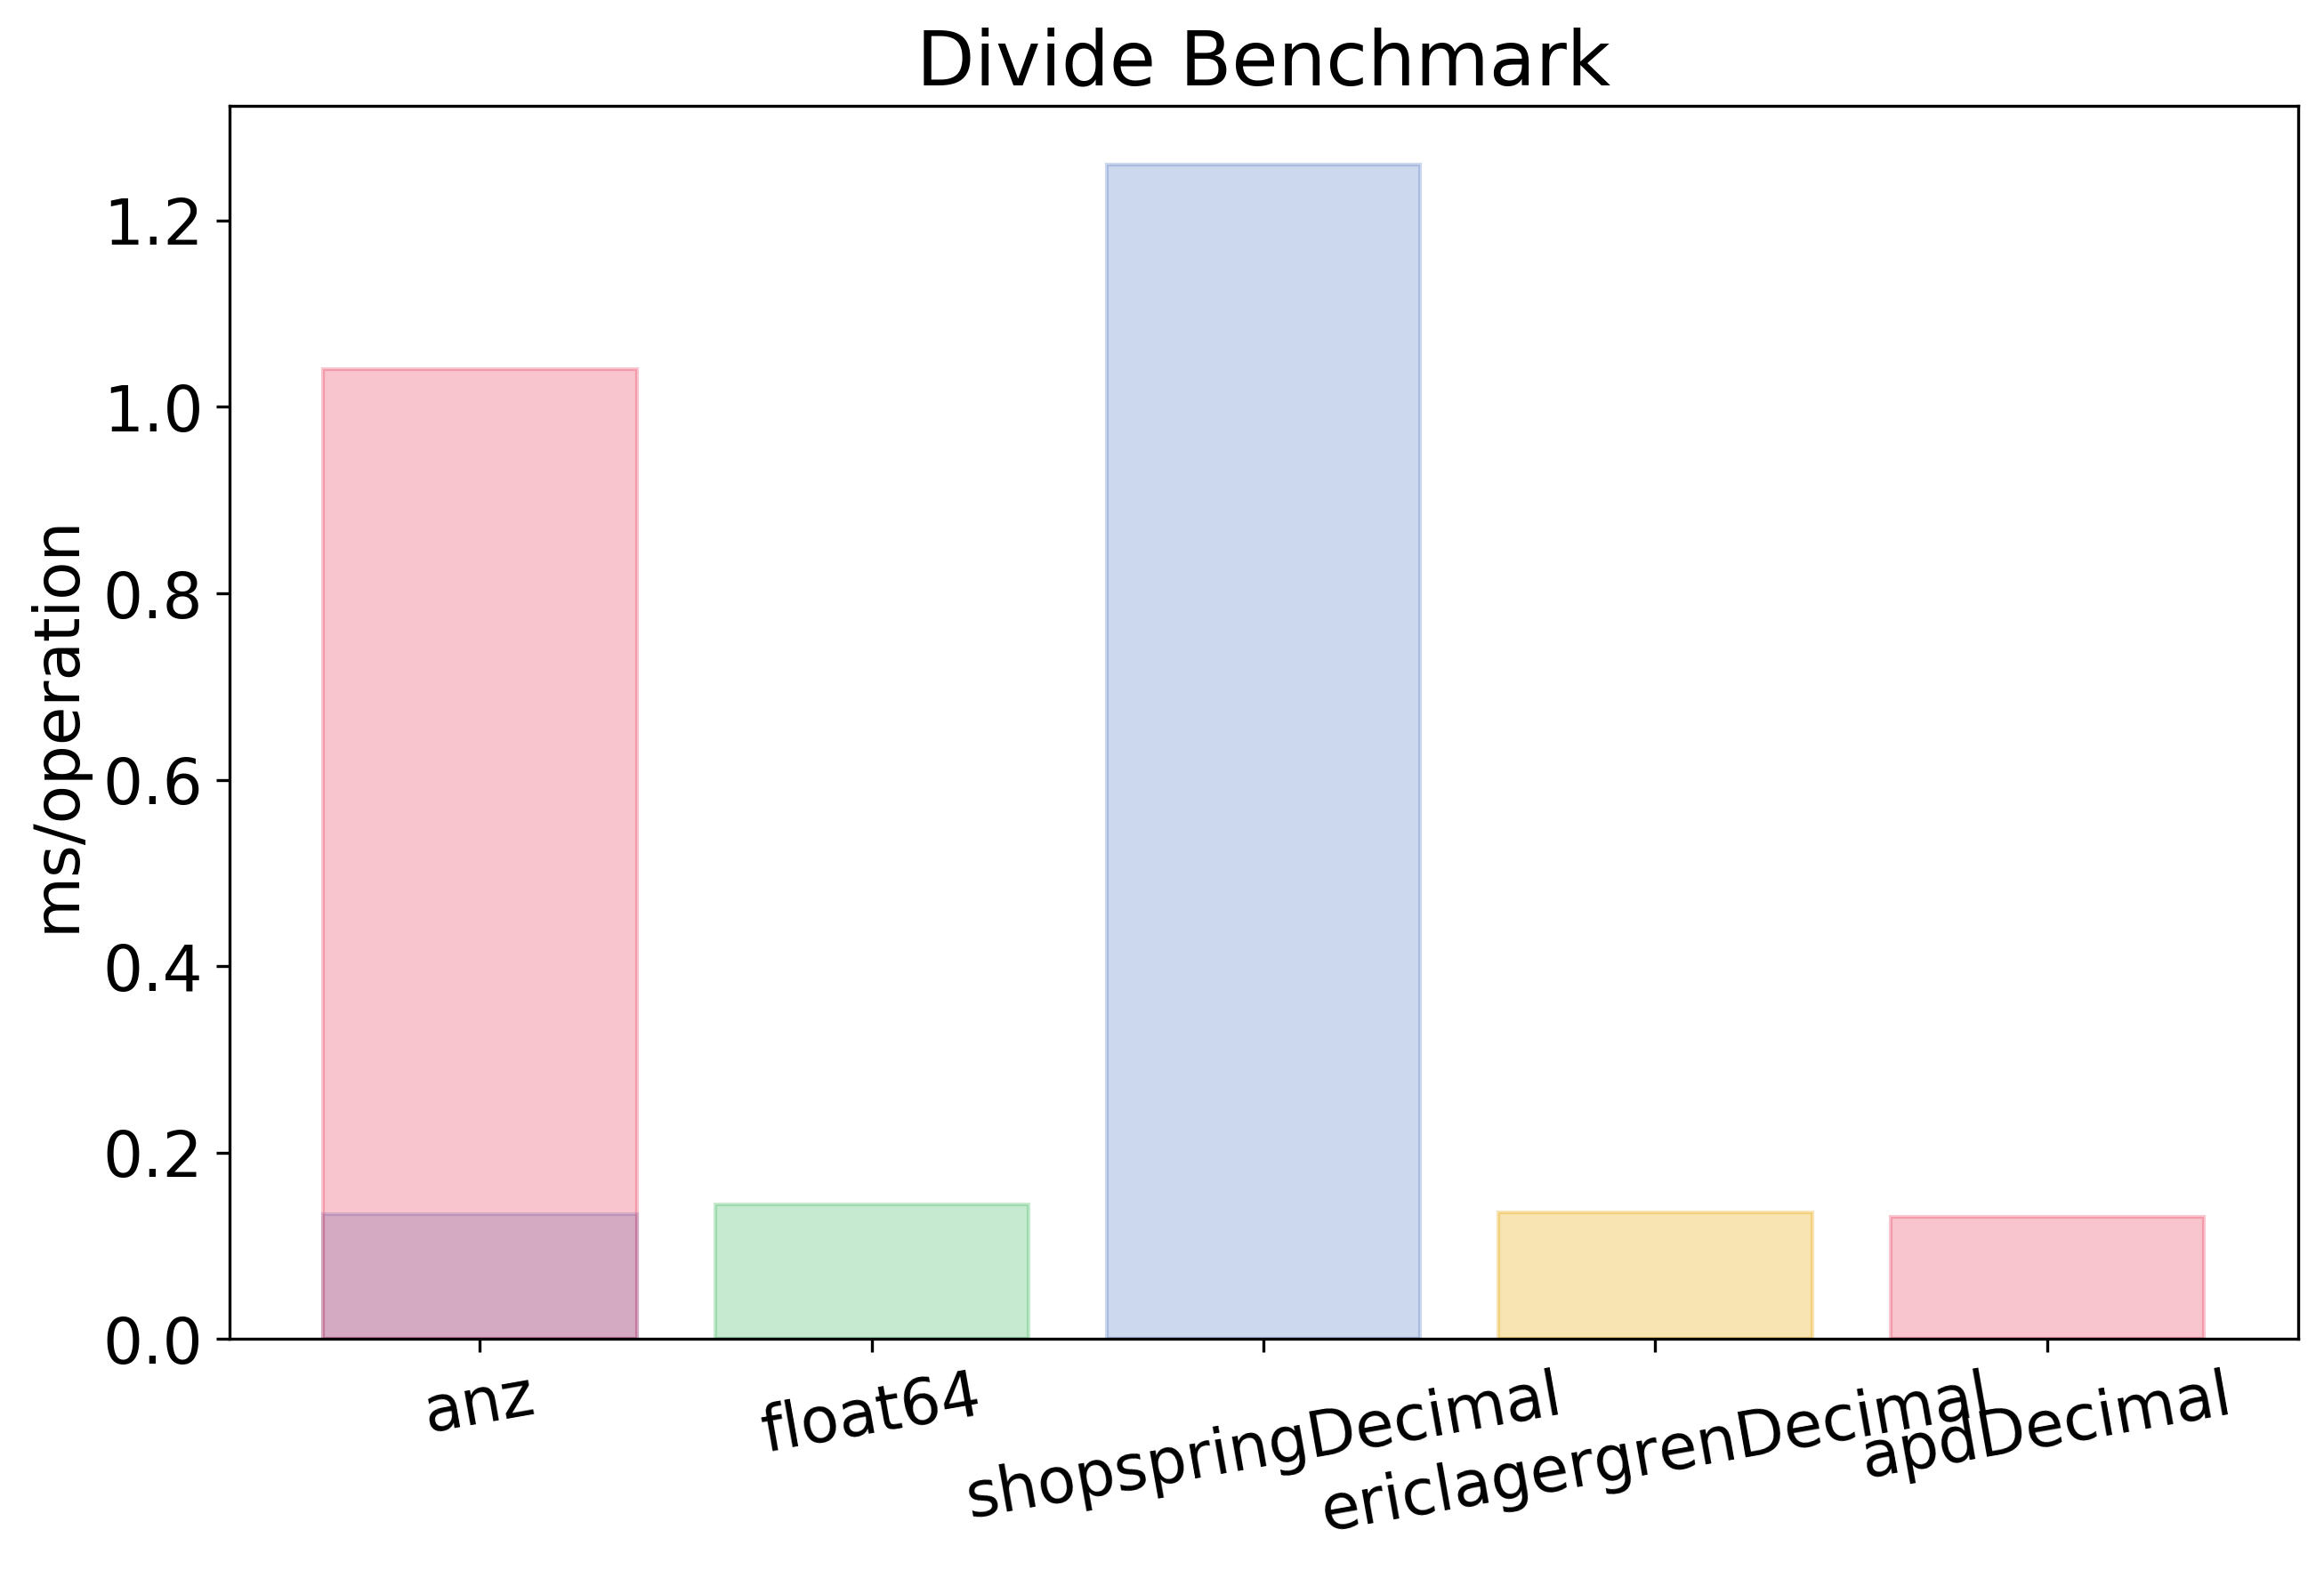 Divide Benchmark
ms/operation
1.2
1.0
0.8
0.6
0.4
0.2
0.0
anz
float64
shopspringDecimal
ericlagergrenDecimal
apdDecimal